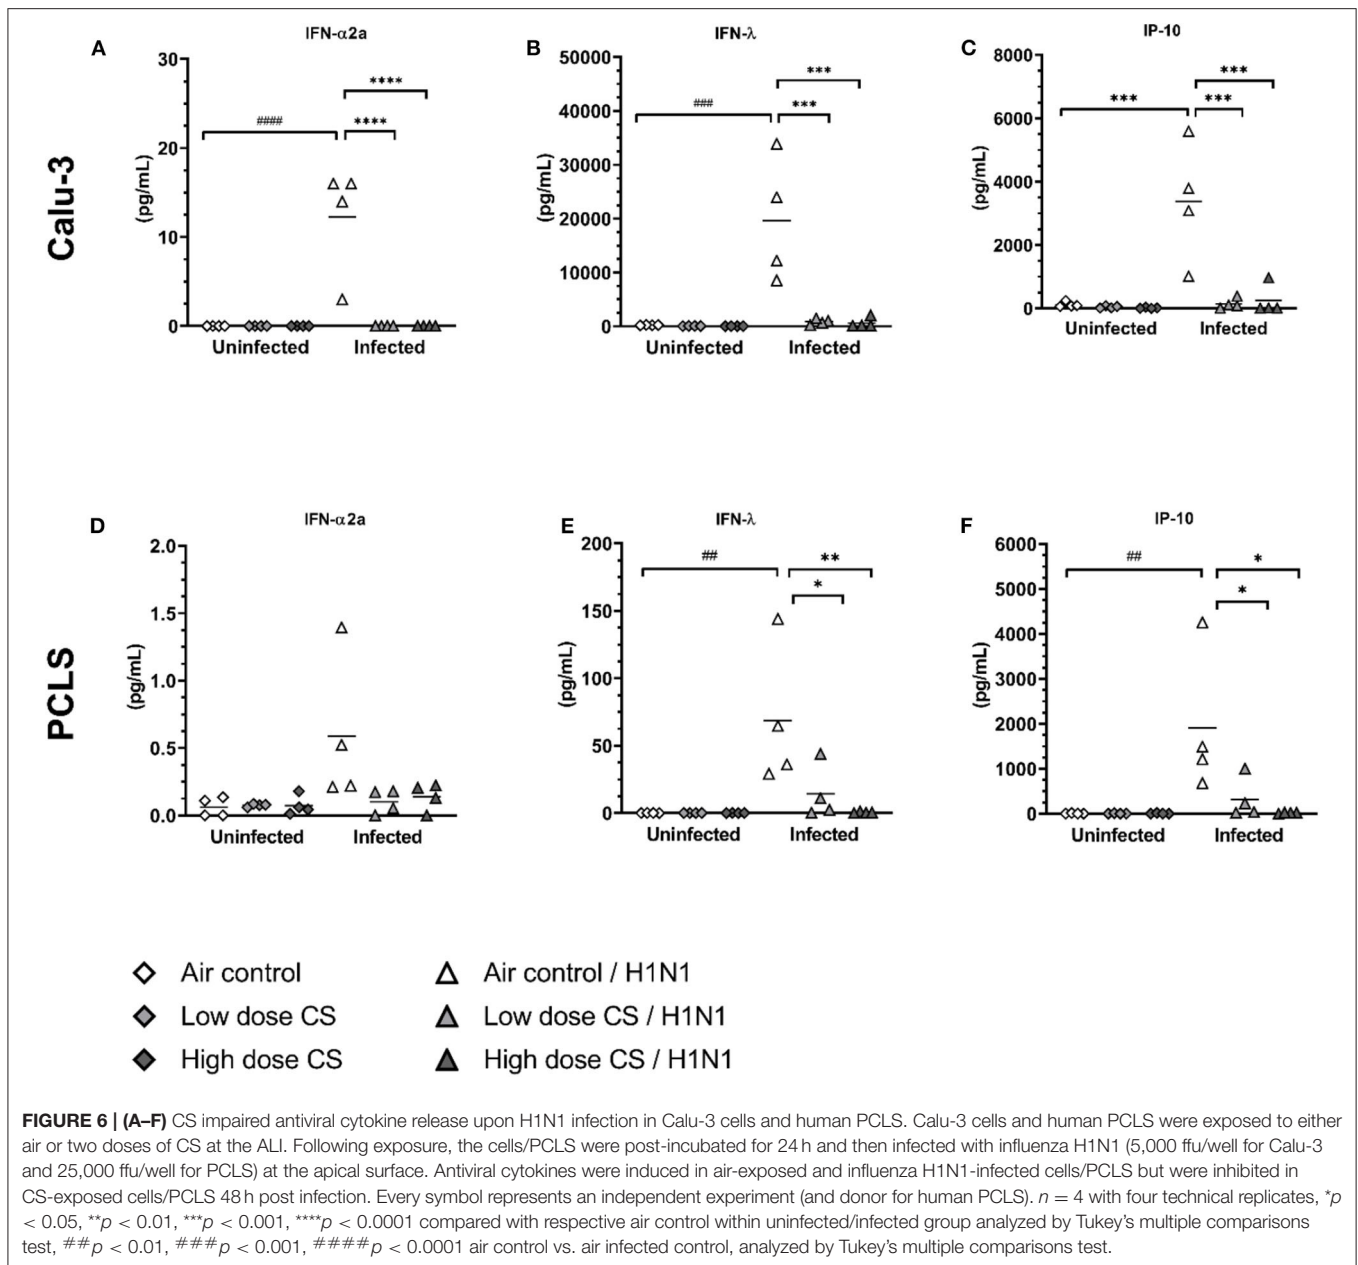 Calu-3
A
IFN-α2a
(pg/mL)
30
20
10
0
####
****
****
Uninfected
Infected
B
IFN-λ
(pg/mL)
50000
40000
30000
20000
10000
0
###
***
***
Uninfected
Infected
C
IP-10
(pg/mL)
8000
6000
4000
2000
0
***
***
***
Uninfected
Infected
PCLS
D
IFN-α2a
(pg/mL)
2.0
1.5
1.0
0.5
0.0
Uninfected
Infected
E
IFN-λ
(pg/mL)
200
150
100
50
0
##
**
*
Uninfected
Infected
F
IP-10
(pg/mL)
6000
5000
4000
3000
2000
1000
0
##
*
*
Uninfected
Infected
Air control
Low dose CS
High dose CS
Air control / H1N1
Low dose CS / H1N1
High dose CS / H1N1
FIGURE 6 | (A–F) CS impaired antiviral cytokine release upon H1N1 infection in Calu-3 cells and human PCLS. Calu-3 cells and human PCLS were exposed to either
air or two doses of CS at the ALI. Following exposure, the cells/PCLS were post-incubated for 24 h and then infected with influenza H1N1 (5,000 ffu/well for Calu-3
and 25,000 ffu/well for PCLS) at the apical surface. Antiviral cytokines were induced in air-exposed and influenza H1N1-infected cells/PCLS but were inhibited in
CS-exposed cells/PCLS 48 h post infection. Every symbol represents an independent experiment (and donor for human PCLS). n = 4 with four technical replicates, *p
< 0.05, **p < 0.01, ***p < 0.001, ****p < 0.0001 compared with respective air control within uninfected/infected group analyzed by Tukey's multiple comparisons
test, ##p < 0.01, ###p < 0.001, ####p < 0.0001 air control vs. air infected control, analyzed by Tukey's multiple comparisons test.